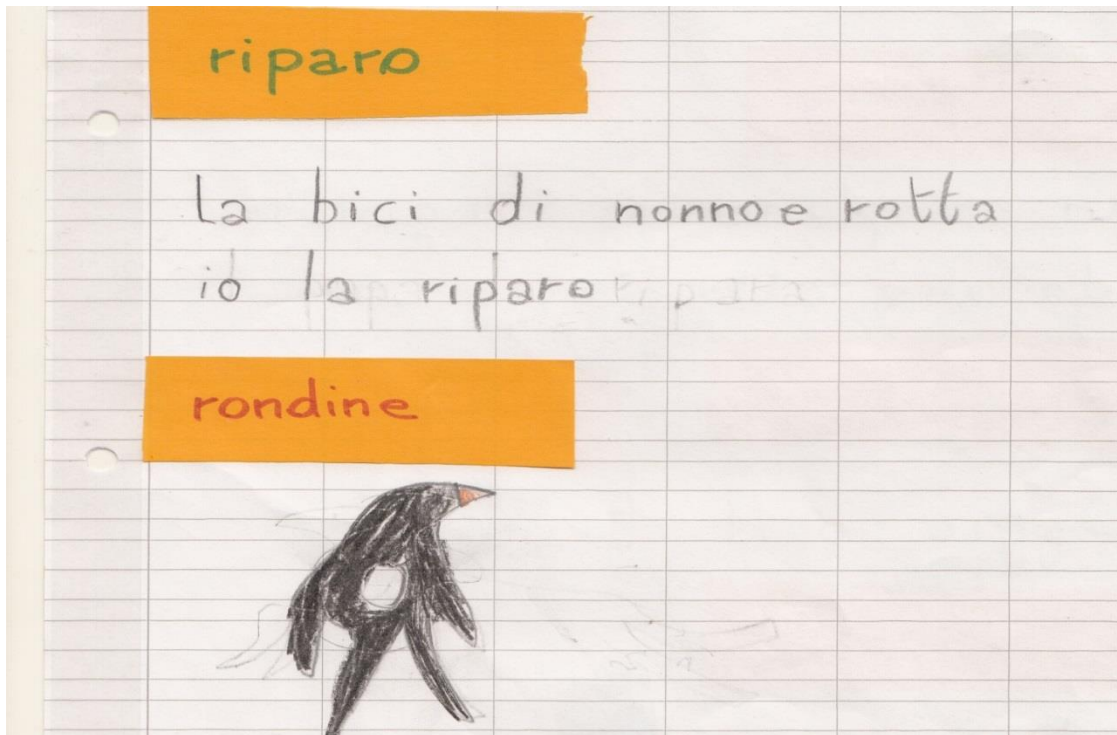 riparo
la bici di nonno e rotta
io la riparo
rondine